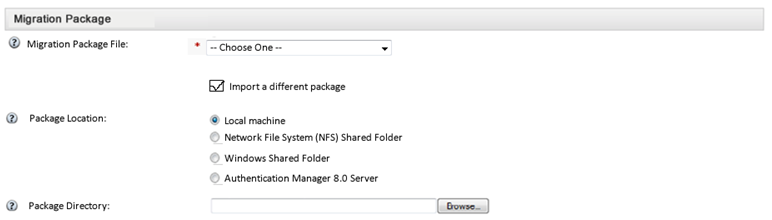 Migration Package
Migration Package File: * -- Choose One --
Import a different package
Package Location: Local machine
Network File System (NFS) Shared Folder
Windows Shared Folder
Authentication Manager 8.0 Server
Package Directory: Browse...